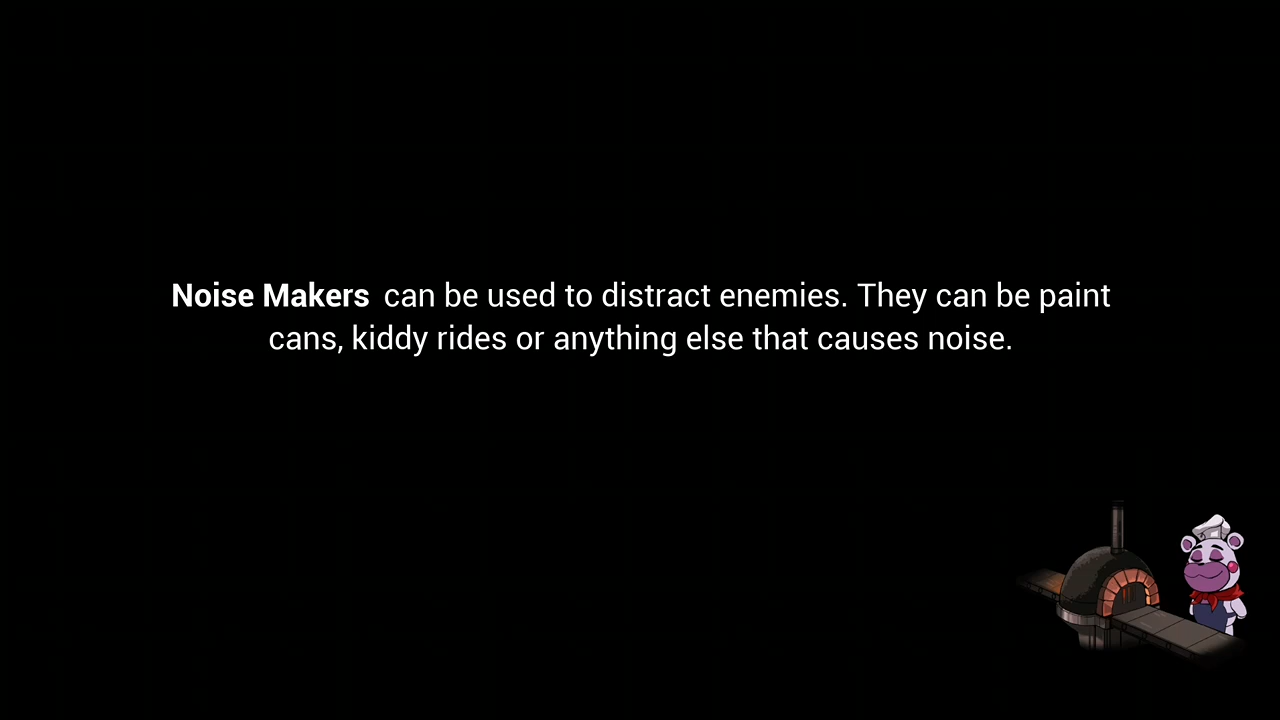 Noise Makers can be used to distract enemies. They can be paint
cans, kiddy rides or anything else that causes noise.